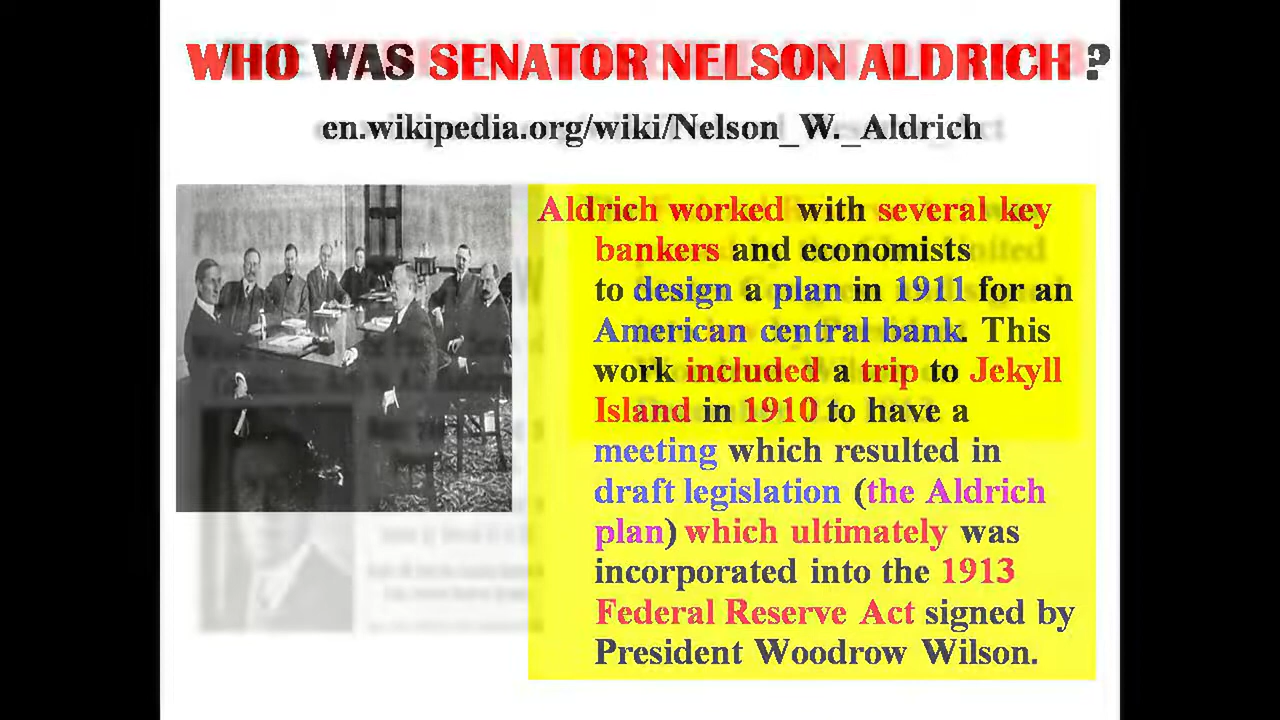 WHO WAS SENATOR NELSON ALDRICH ?
en.wikipedia.org/wiki/Nelson_W._Aldrich
Aldrich worked with several key
bankers and economists
to design a plan in 1911 for an
American central bank. This
work included a trip to Jekyll
Island in 1910 to have a
meeting which resulted in
draft legislation (the Aldrich
plan) which ultimately was
incorporated into the 1913
Federal Reserve Act signed by
President Woodrow Wilson.